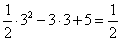 1/2 · 3² − 3 · 3 + 5 = 1/2